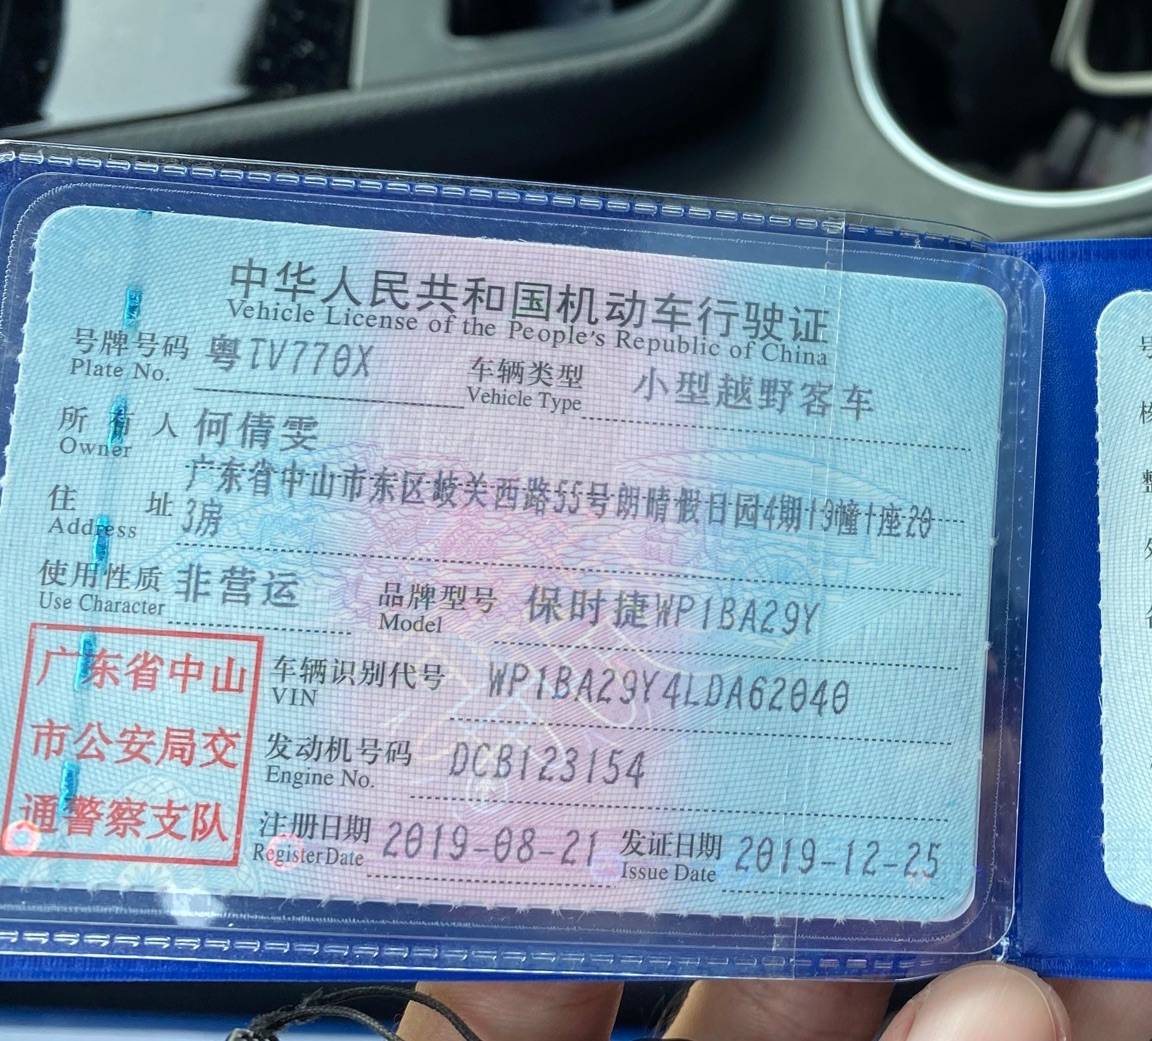 中华人民共和国机动车行驶证
Vehicle License of the People's Republic of China
号牌号码 粤TV770X 车辆类型 小型越野客车
Plate No. Vehicle Type
所有人 何倩雯
Owner
住址 广东省中山市东区岐关西路55号朗晴假日园4期19幢十座20
Address 3房
使用性质 非营运 品牌型号 保时捷WP1BA29Y
Use Character Model
广东省中山
市公安局交
通警察支队
车辆识别代号 WP1BA29Y4LDA62040
VIN
发动机号码 DCB123154
Engine No.
注册日期 2019-08-21 发证日期 2019-12-25
Register Date Issue Date